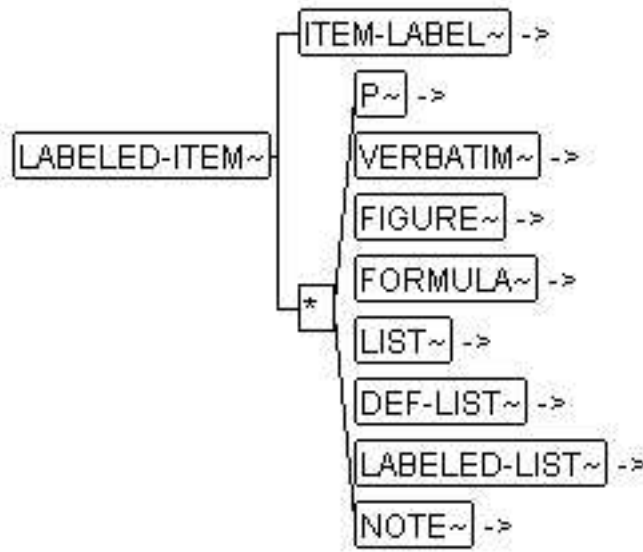 ITEM-LABEL~ ->
P~ ->
LABELED-ITEM~
VERBATIM~ ->
FIGURE~ ->
FORMULA~ ->
*
LIST~ ->
DEF-LIST~ ->
LABELED-LIST~ ->
NOTE~ ->